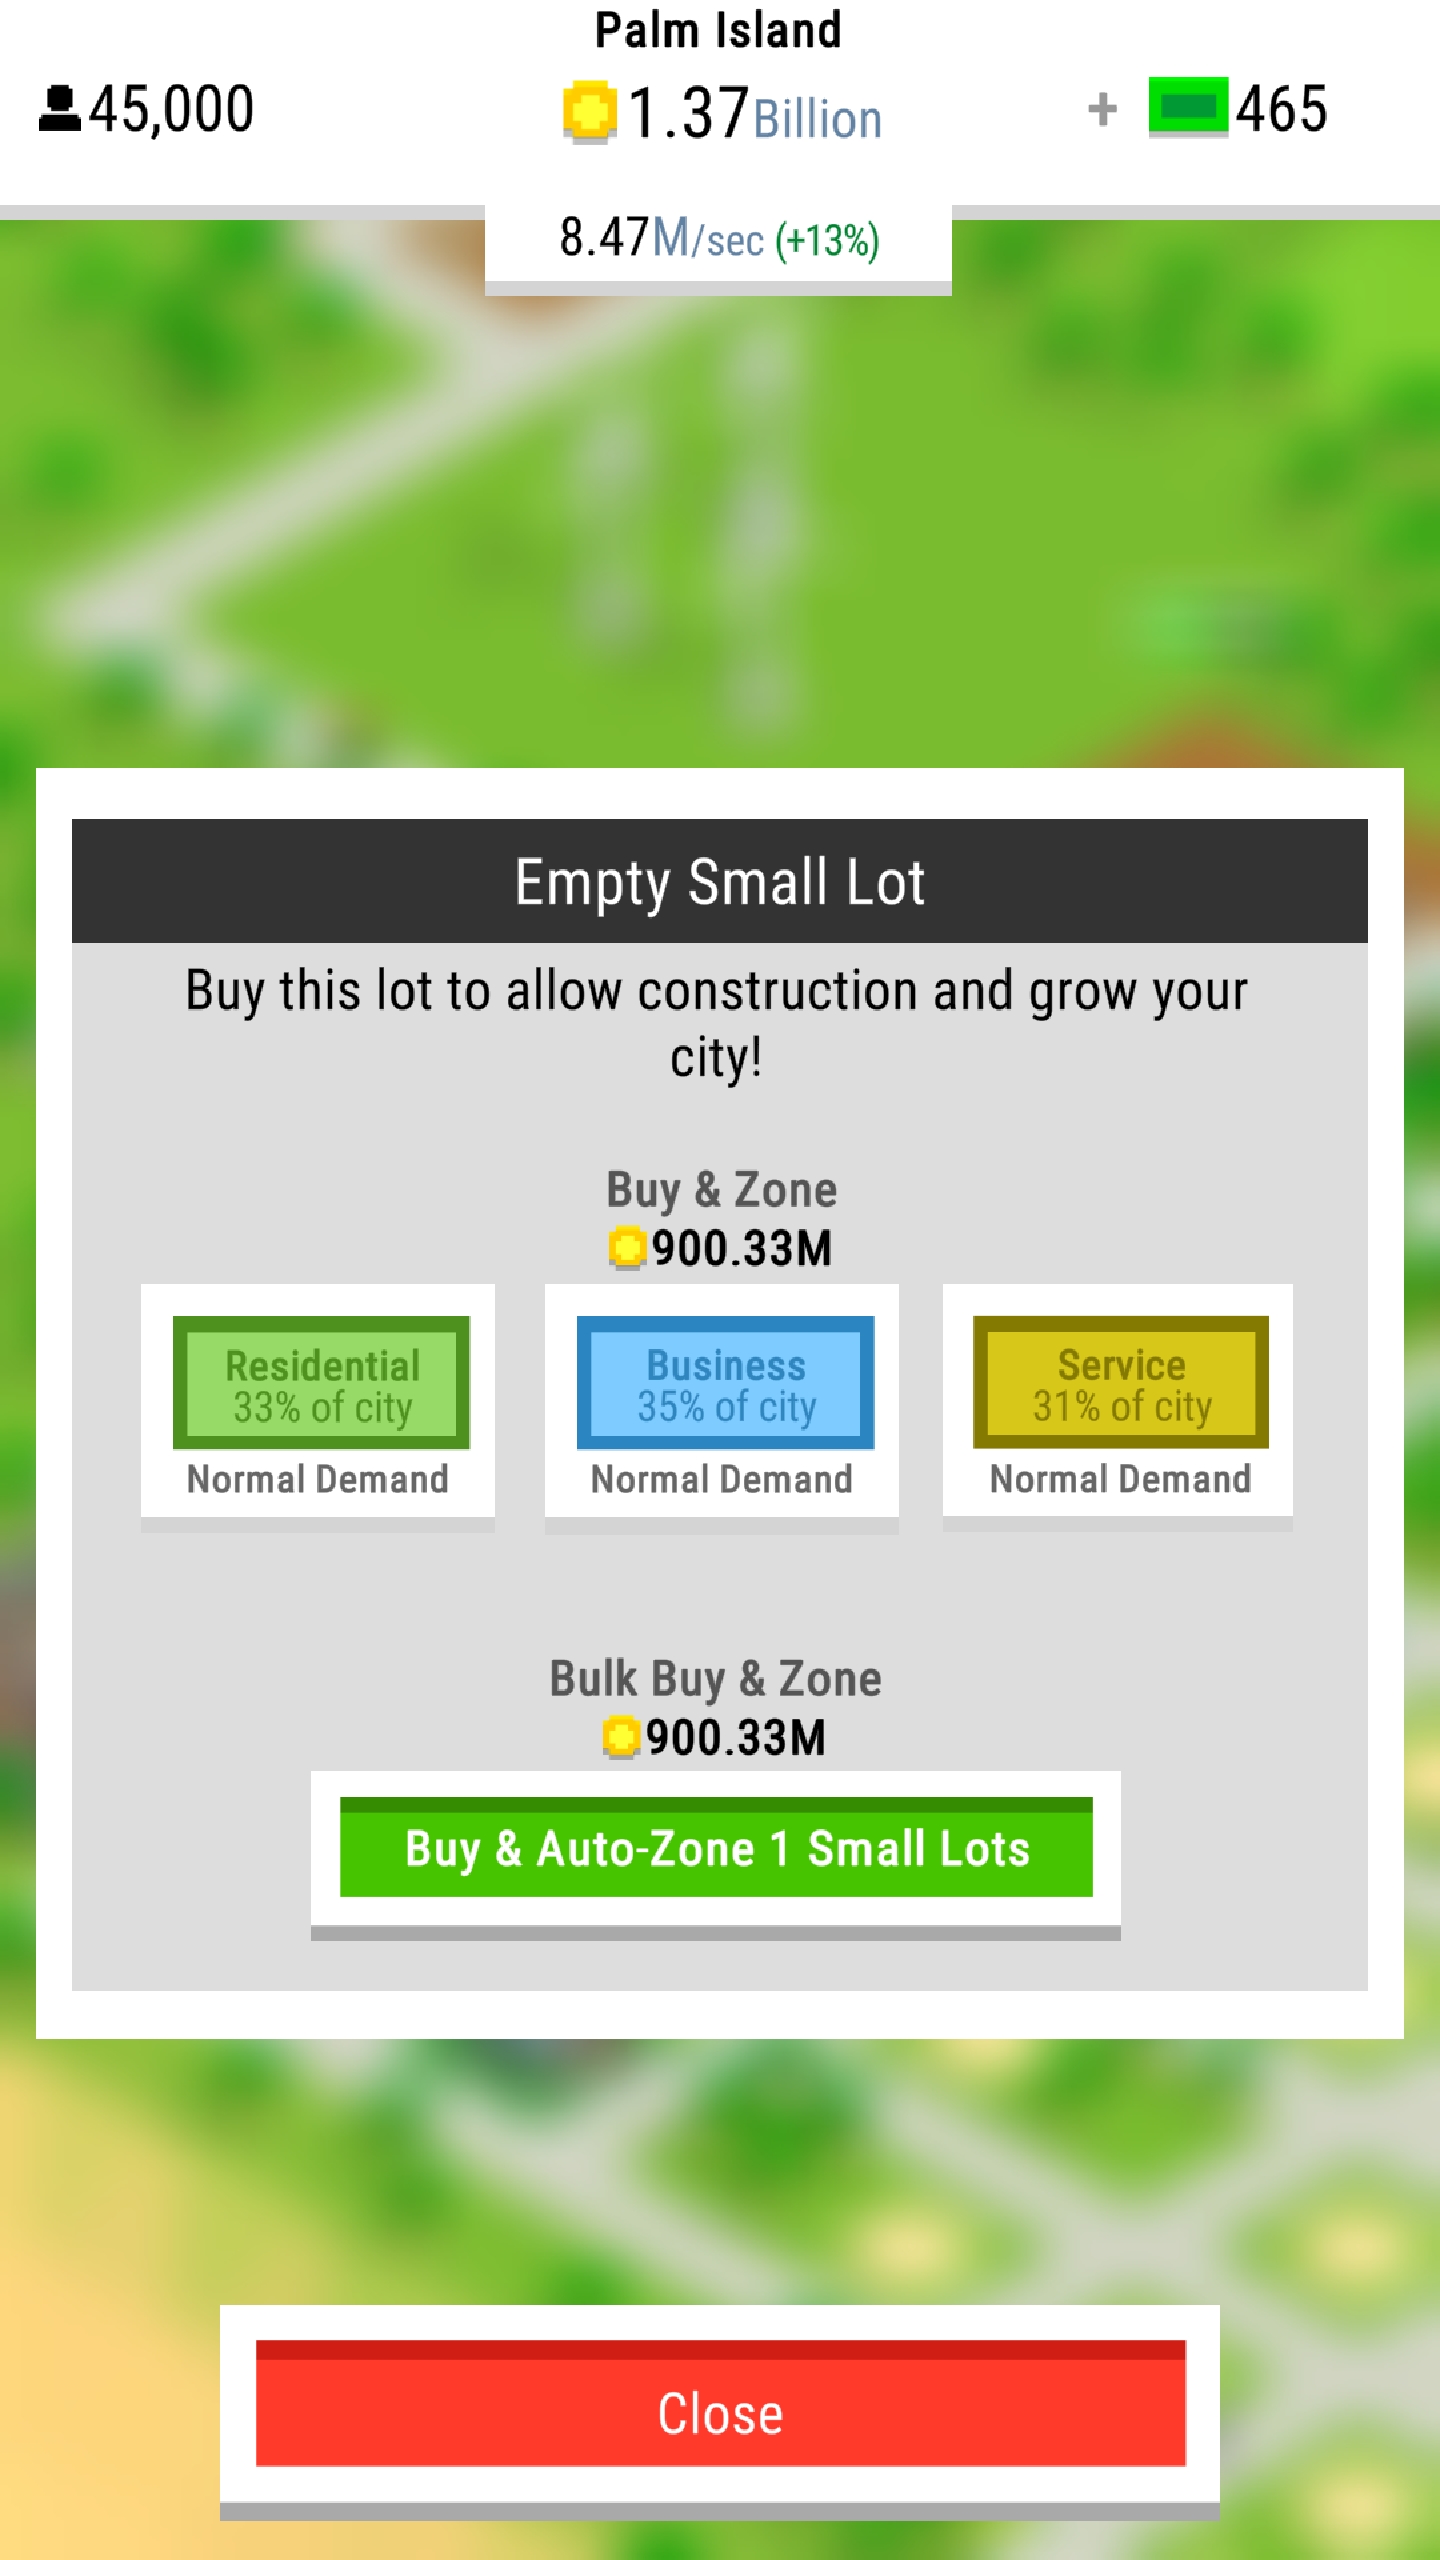 Palm Island
45,000
1.37Billion
+ 465
8.47M/sec (+13%)
Empty Small Lot
Buy this lot to allow construction and grow your
city!
Buy & Zone
900.33M
Residential
33% of city
Normal Demand
Business
35% of city
Normal Demand
Service
31% of city
Normal Demand
Bulk Buy & Zone
900.33M
Buy & Auto-Zone 1 Small Lots
Close